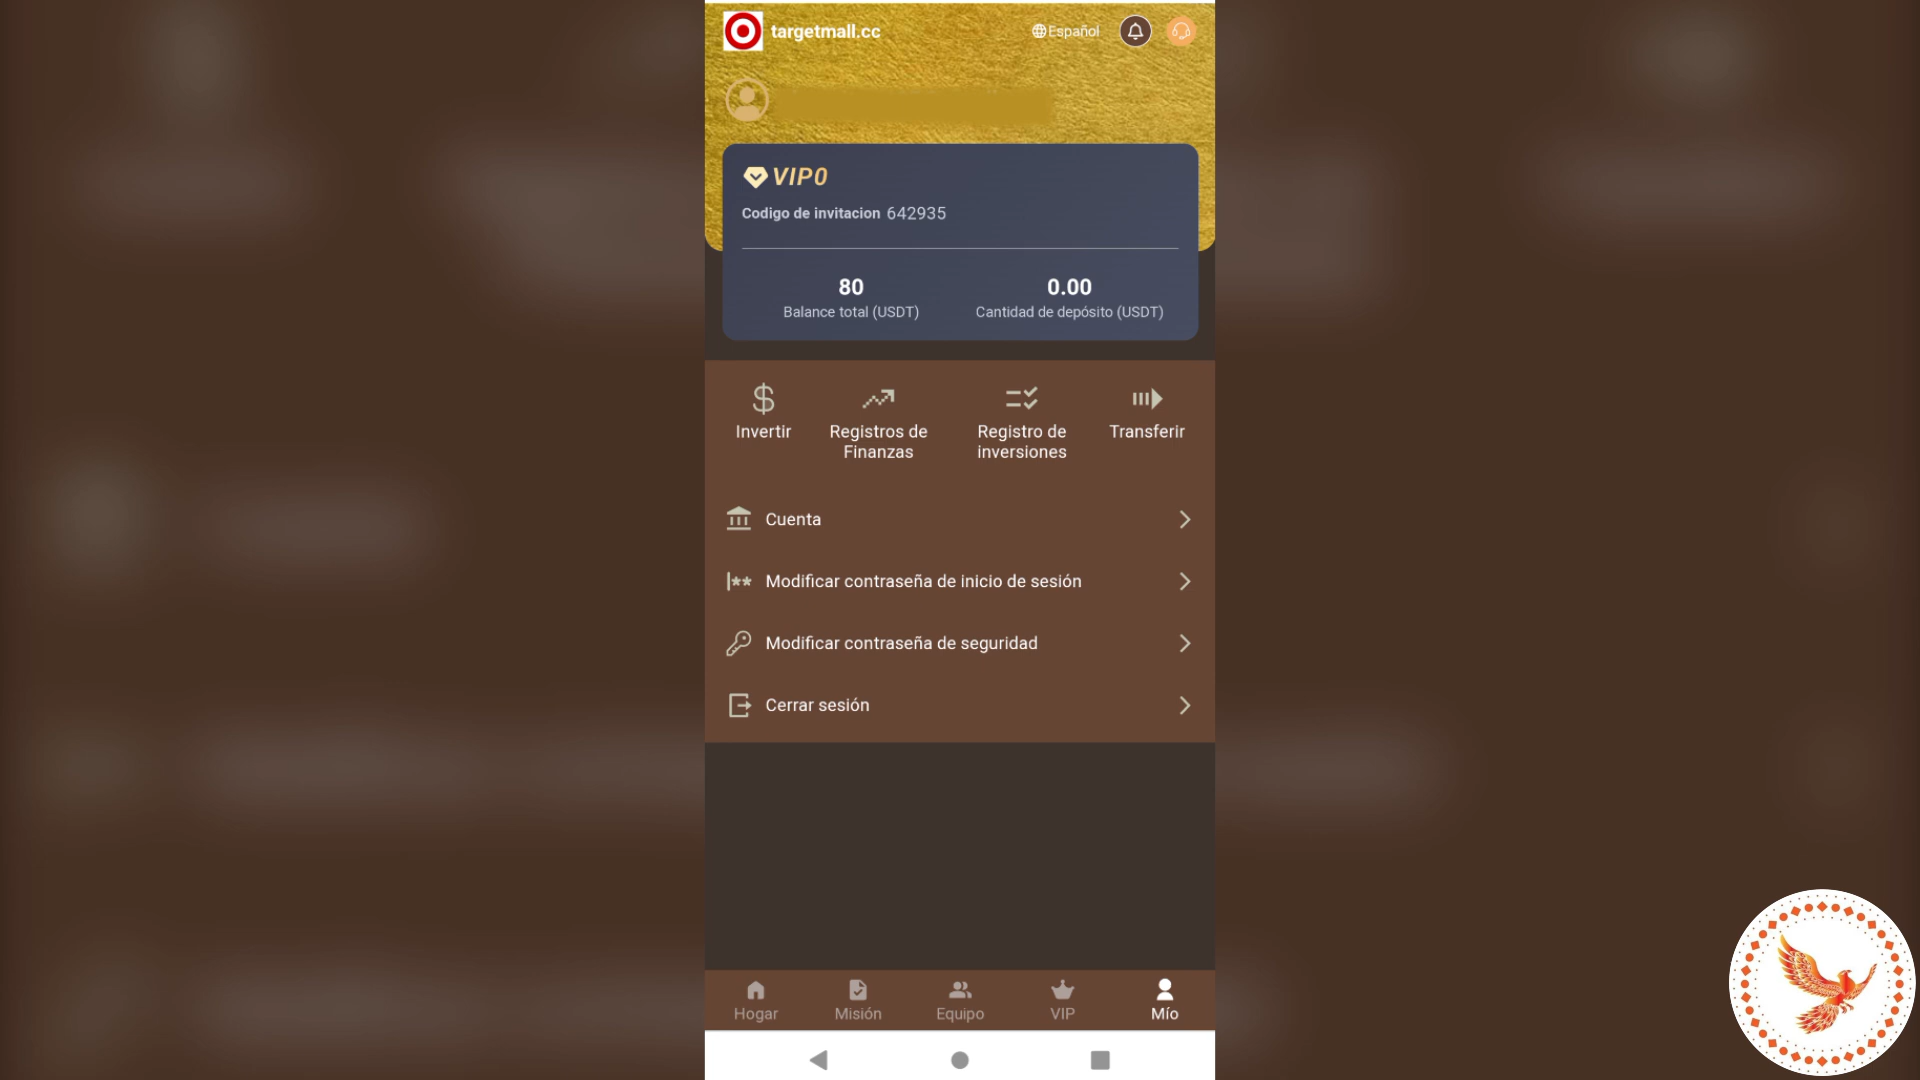 targetmall.cc
Español
VIP0
Codigo de invitacion 642935
80
0.00
Balance total (USDT)
Cantidad de depósito (USDT)
Invertir
Registros de
Finanzas
Registro de
inversiones
Transferir
Cuenta
Modificar contraseña de inicio de sesión
Modificar contraseña de seguridad
Cerrar sesión
Hogar
Misión
Equipo
VIP
Mío